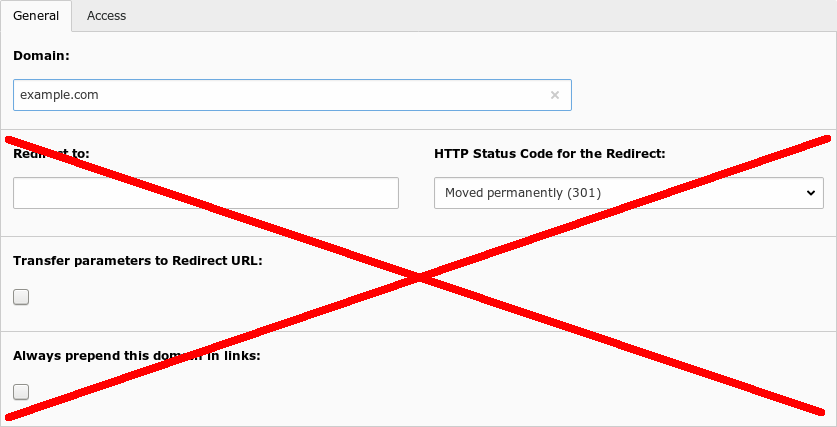 General Access
Domain:
example.com
Redirect to: HTTP Status Code for the Redirect:
Moved permanently (301)
Transfer parameters to Redirect URL:
Always prepend this domain in links: